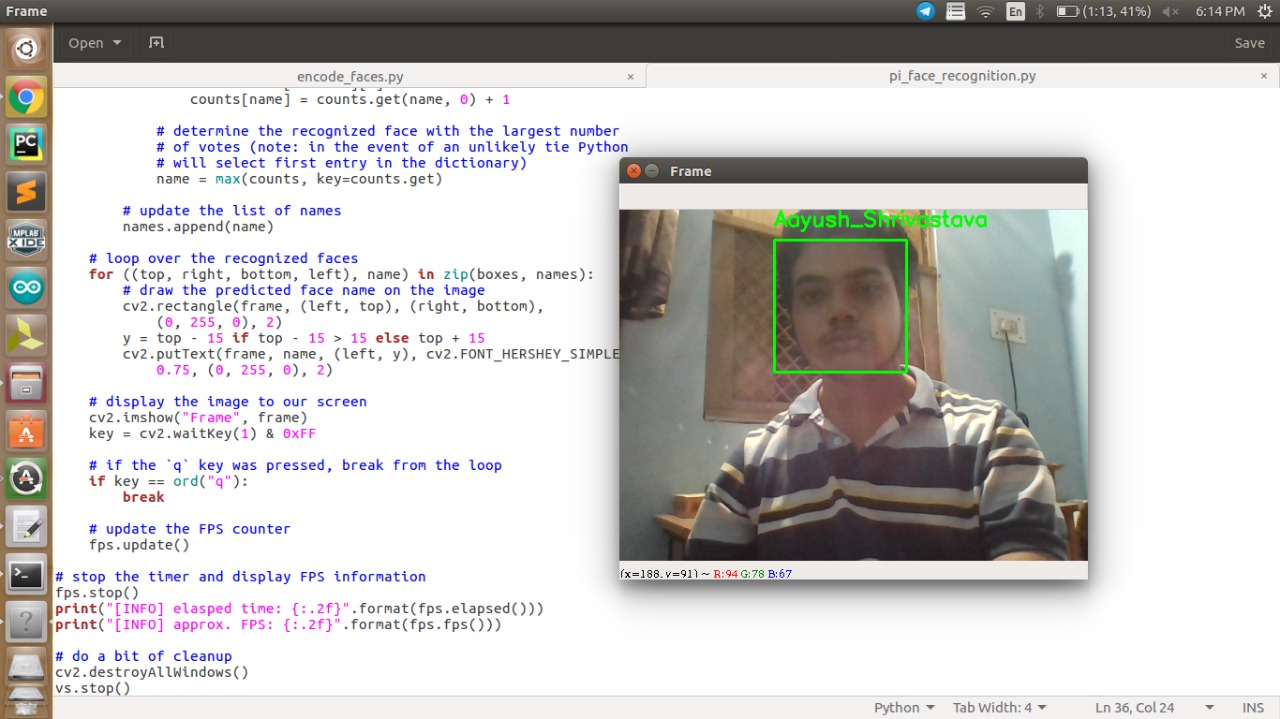 Frame
En
(1:13, 41%)
6:14 PM
Open
Save
encode_faces.py
×
pi_face_recognition.py
×
counts[name] = counts.get(name, 0) + 1
# determine the recognized face with the largest number
# of votes (note: in the event of an unlikely tie Python
# will select first entry in the dictionary)
name = max(counts, key=counts.get)
# update the list of names
names.append(name)
# loop over the recognized faces
for ((top, right, bottom, left), name) in zip(boxes, names):
# draw the predicted face name on the image
cv2.rectangle(frame, (left, top), (right, bottom),
(0, 255, 0), 2)
y = top - 15 if top - 15 > 15 else top + 15
cv2.putText(frame, name, (left, y), cv2.FONT_HERSHEY_SIMPLE
0.75, (0, 255, 0), 2)
# display the image to our screen
cv2.imshow("Frame", frame)
key = cv2.waitKey(1) & 0xFF
# if the `q` key was pressed, break from the loop
if key == ord("q"):
break
# update the FPS counter
fps.update()
# stop the timer and display FPS information
fps.stop()
print("[INFO] elasped time: {:.2f}".format(fps.elapsed()))
print("[INFO] approx. FPS: {:.2f}".format(fps.fps()))
# do a bit of cleanup
cv2.destroyAllWindows()
vs.stop()
Frame
Aayush_Shrivastava
(x=188, y=91) ~ R:94 G:78 B:67
PC
MPLAB
X IDE
Python
Tab Width: 4
Ln 36, Col 24
INS